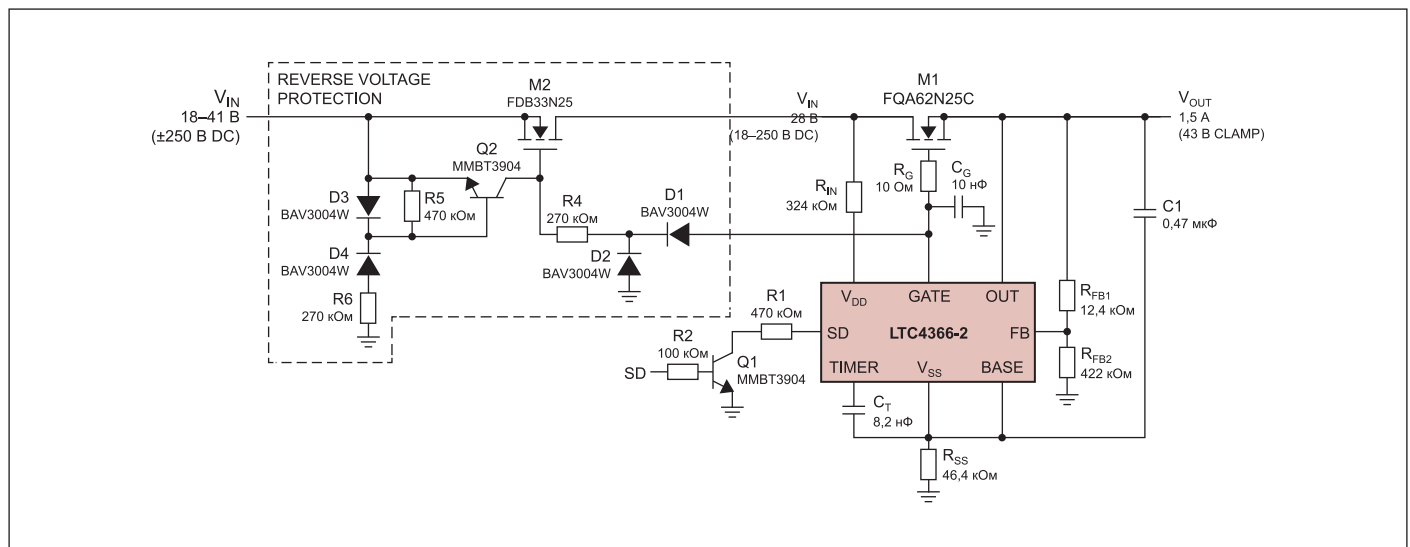 REVERSE VOLTAGE
PROTECTION
V_IN
18–41 В
(±250 В DC)
M2
FDB33N25
Q2
MMBT3904
D3
BAV3004W
R5
470 кОм
D4
BAV3004W
R6
270 кОм
R4
270 кОм
D1
BAV3004W
D2
BAV3004W
V_IN
28 В
(18–250 В DC)
M1
FQA62N25C
V_OUT
1,5 А
(43 В CLAMP)
R_IN
324 кОм
R_G
10 Ом
C_G
10 нФ
C1
0,47 мкФ
R1
470 кОм
R2
100 кОм
SD
Q1
MMBT3904
V_DD
GATE
OUT
SD
LTC4366-2
FB
TIMER
V_SS
BASE
R_FB1
12,4 кОм
R_FB2
422 кОм
C_T
8,2 нФ
R_SS
46,4 кОм